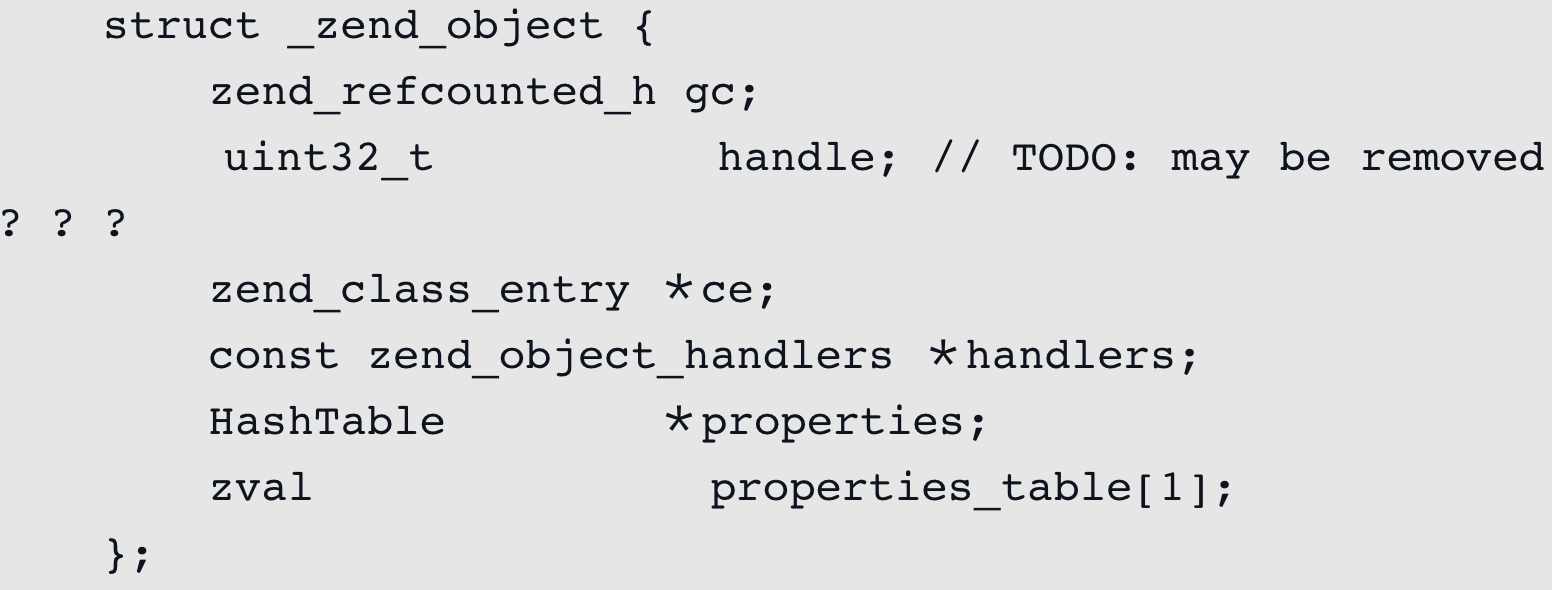 struct _zend_object {
zend_refcounted_h gc;
uint32_t handle; // TODO: may be removed
? ? ?
zend_class_entry *ce;
const zend_object_handlers *handlers;
HashTable *properties;
zval properties_table[1];
};